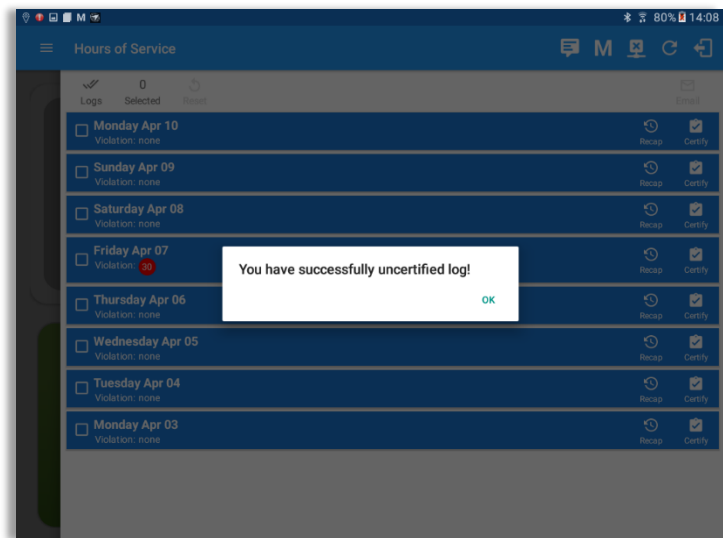 M
80% 14:08
Hours of Service
M
Logs
0
Selected
Reset
Email
Monday Apr 10
Violation: none
Recap
Certify
Sunday Apr 09
Violation: none
Recap
Certify
Saturday Apr 08
Violation: none
Recap
Certify
Friday Apr 07
Violation: 30
Recap
Certify
You have successfully uncertified log!
OK
Thursday Apr 06
Violation: none
Recap
Certify
Wednesday Apr 05
Violation: none
Recap
Certify
Tuesday Apr 04
Violation: none
Recap
Certify
Monday Apr 03
Violation: none
Recap
Certify